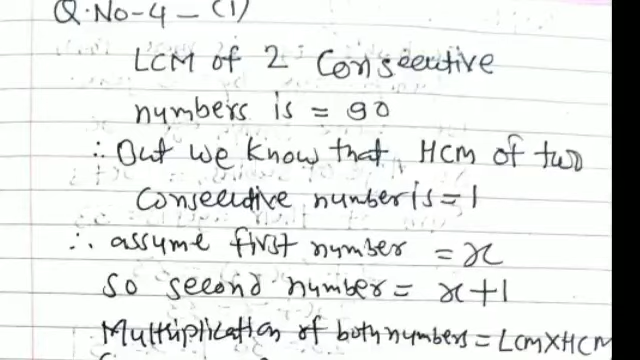 Q.No-4-(1)
LCM of 2 Consecutive
numbers is = 90
∴ But we know that HCM of two
Consecutive number is = 1
∴ assume first number = x
So second number = x+1
Multiplication of both numbers = LCM×HCM